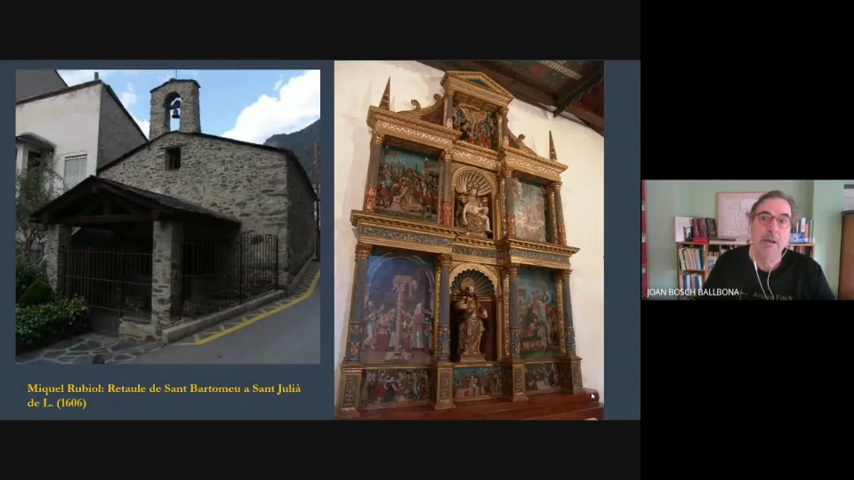 Miquel Rubiol: Retaule de Sant Bartomeu a Sant Julià
de L. (1606)
JOAN BOSCH BALLBONA